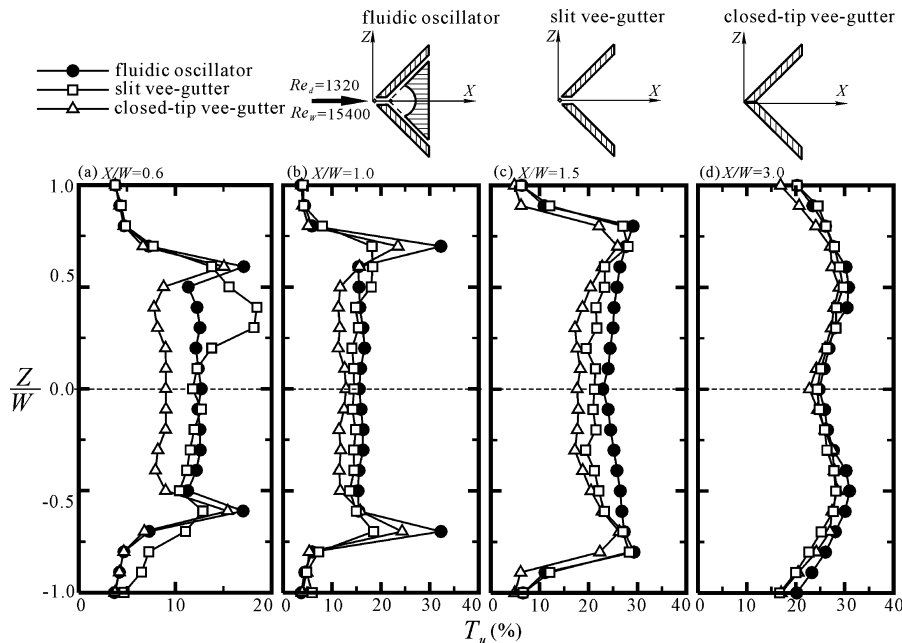 fluidic oscillator
slit vee-gutter
closed-tip vee-gutter
Z
Z
Z
fluidic oscillator
slit vee-gutter
closed-tip vee-gutter
Re_d=1320
Re_w=15400
X
X
X
(a) X/W=0.6
(b) X/W=1.0
(c) X/W=1.5
(d) X/W=3.0
1.0
0.5
Z/W
0.0
-0.5
-1.0
0 10 20
0 10 20 30 40
0 10 20 30 40
0 10 20 30 40
T_u (%)